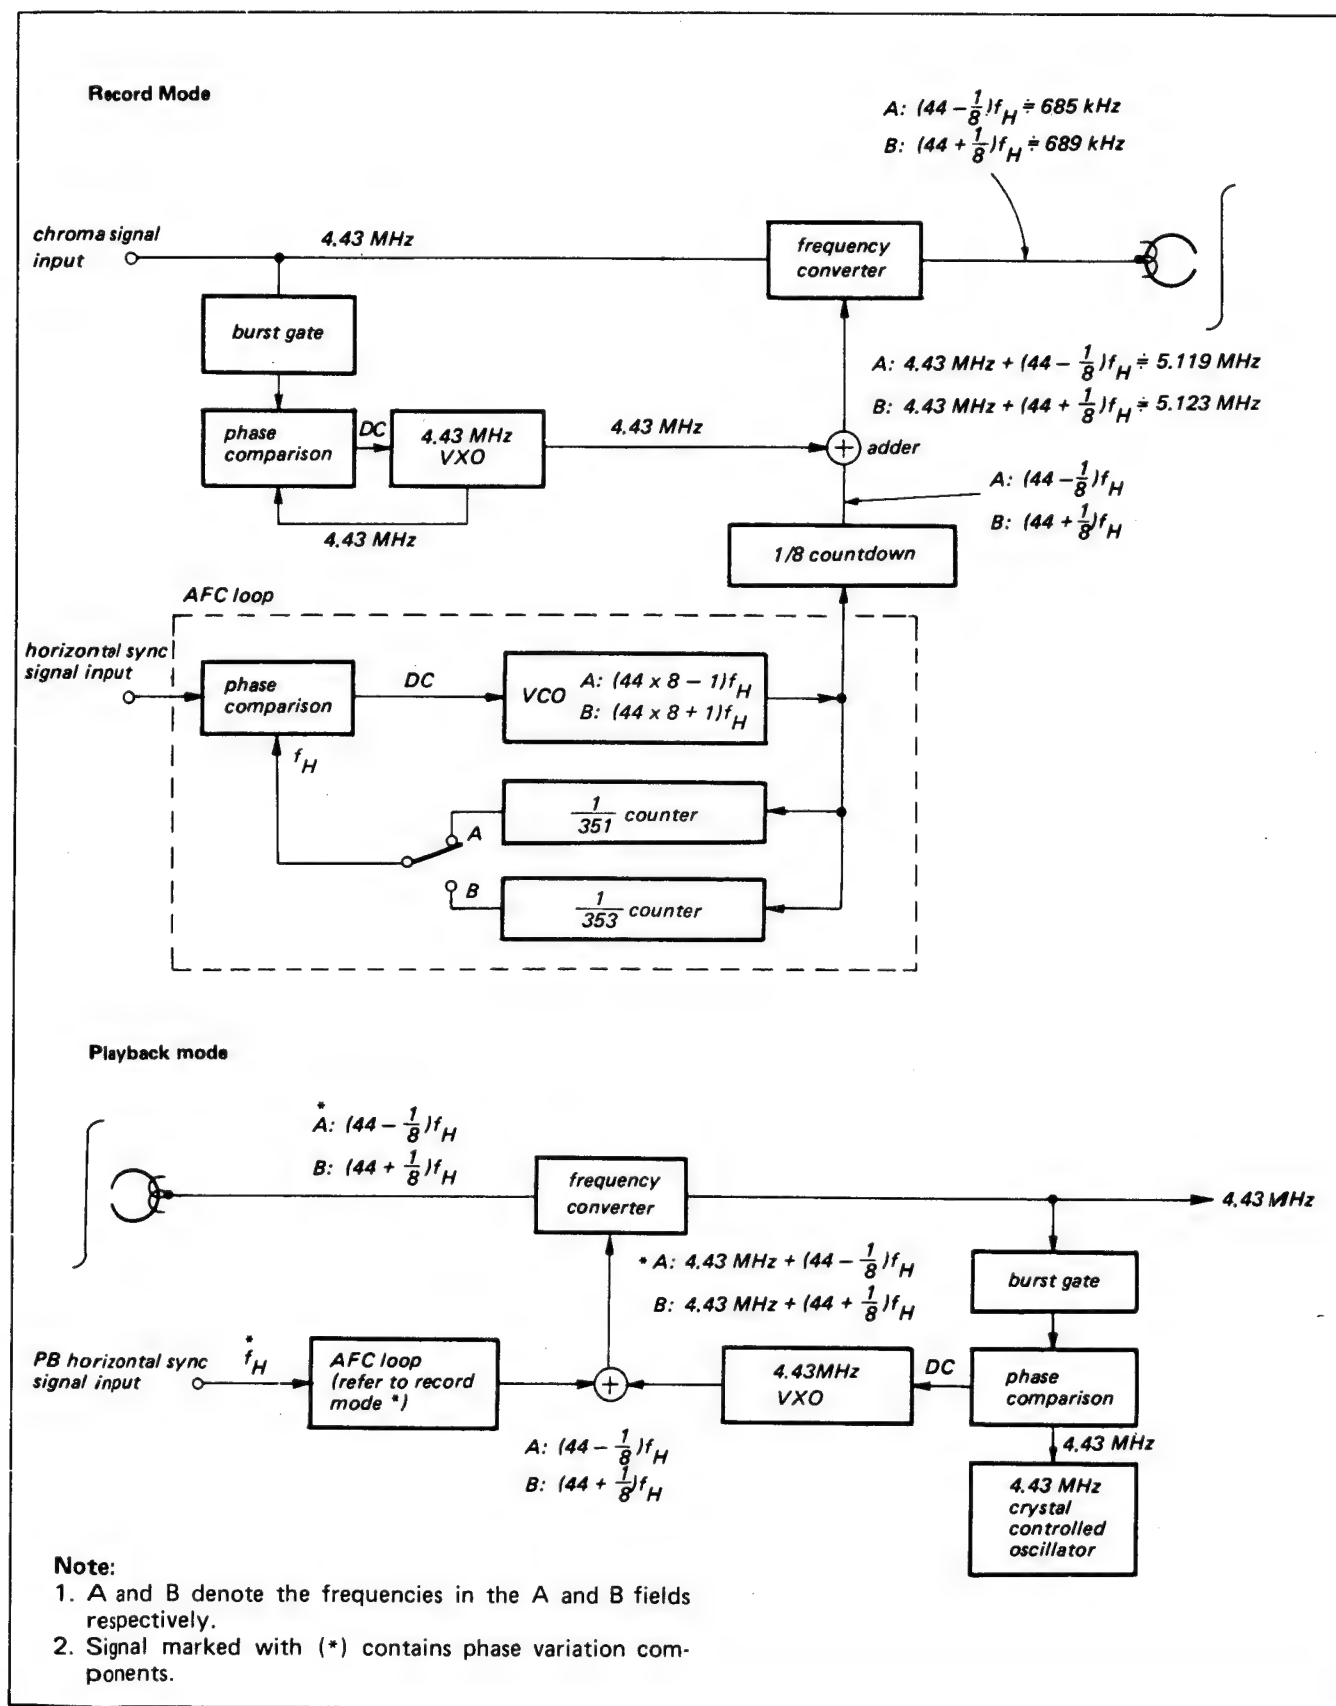 Record Mode
A: (44 − 1/8)fH ≑ 685 kHz
B: (44 + 1/8)fH ≑ 689 kHz
chroma signal
input
4.43 MHz
frequency
converter
burst gate
A: 4.43 MHz + (44 − 1/8)fH ≑ 5.119 MHz
B: 4.43 MHz + (44 + 1/8)fH ≑ 5.123 MHz
phase
comparison
DC
4.43 MHz
VXO
4.43 MHz
+
adder
A: (44 − 1/8)fH
B: (44 + 1/8)fH
4.43 MHz
1/8 countdown
AFC loop
horizontal sync
signal input
phase
comparison
DC
VCO
A: (44 x 8 − 1)fH
B: (44 x 8 + 1)fH
fH
1/351 counter
A
B
1/353 counter
Playback mode
*
A: (44 − 1/8)fH
B: (44 + 1/8)fH
frequency
converter
4.43 MHz
* A: 4.43 MHz + (44 − 1/8)fH
B: 4.43 MHz + (44 + 1/8)fH
burst gate
PB horizontal sync
signal input
*
fH
AFC loop
(refer to record
mode *)
+
4.43MHz
VXO
DC
phase
comparison
A: (44 − 1/8)fH
B: (44 + 1/8)fH
4.43 MHz
4.43 MHz
crystal
controlled
oscillator
Note:
1. A and B denote the frequencies in the A and B fields
respectively.
2. Signal marked with (*) contains phase variation com-
ponents.